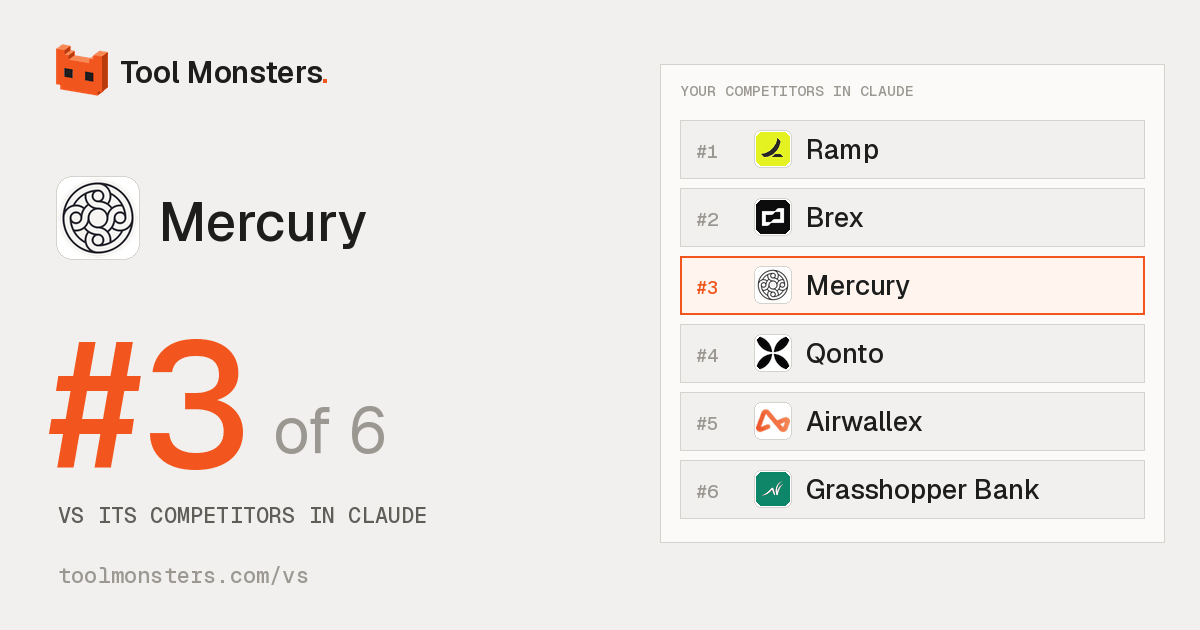 Tool Monsters.
Mercury
#3 of 6
VS ITS COMPETITORS IN CLAUDE
toolmonsters.com/vs
YOUR COMPETITORS IN CLAUDE
#1 Ramp
#2 Brex
#3 Mercury
#4 Qonto
#5 Airwallex
#6 Grasshopper Bank